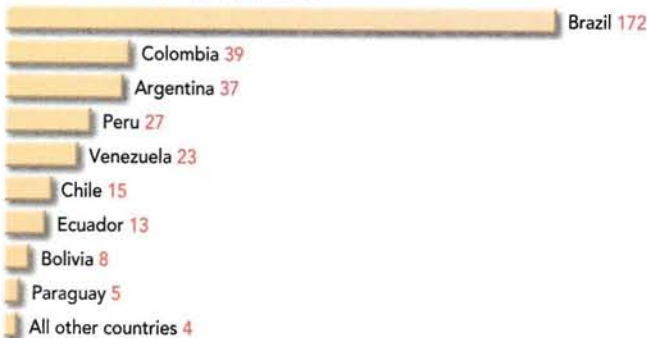 Brazil 172
Colombia 39
Argentina 37
Peru 27
Venezuela 23
Chile 15
Ecuador 13
Bolivia 8
Paraguay 5
All other countries 4